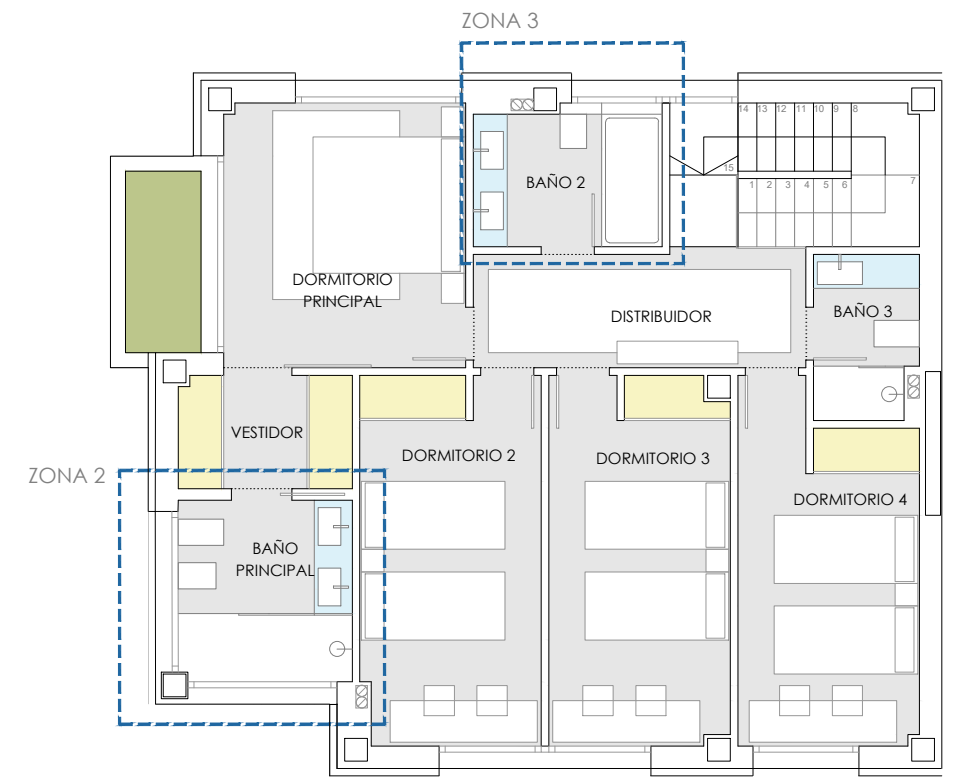 ZONA 3
14 13 12 11 10 9 8
15
7
1 2 3 4 5 6
BAÑO 2
DORMITORIO
PRINCIPAL
DISTRIBUIDOR
BAÑO 3
VESTIDOR
DORMITORIO 2
DORMITORIO 3
ZONA 2
DORMITORIO 4
BAÑO
PRINCIPAL